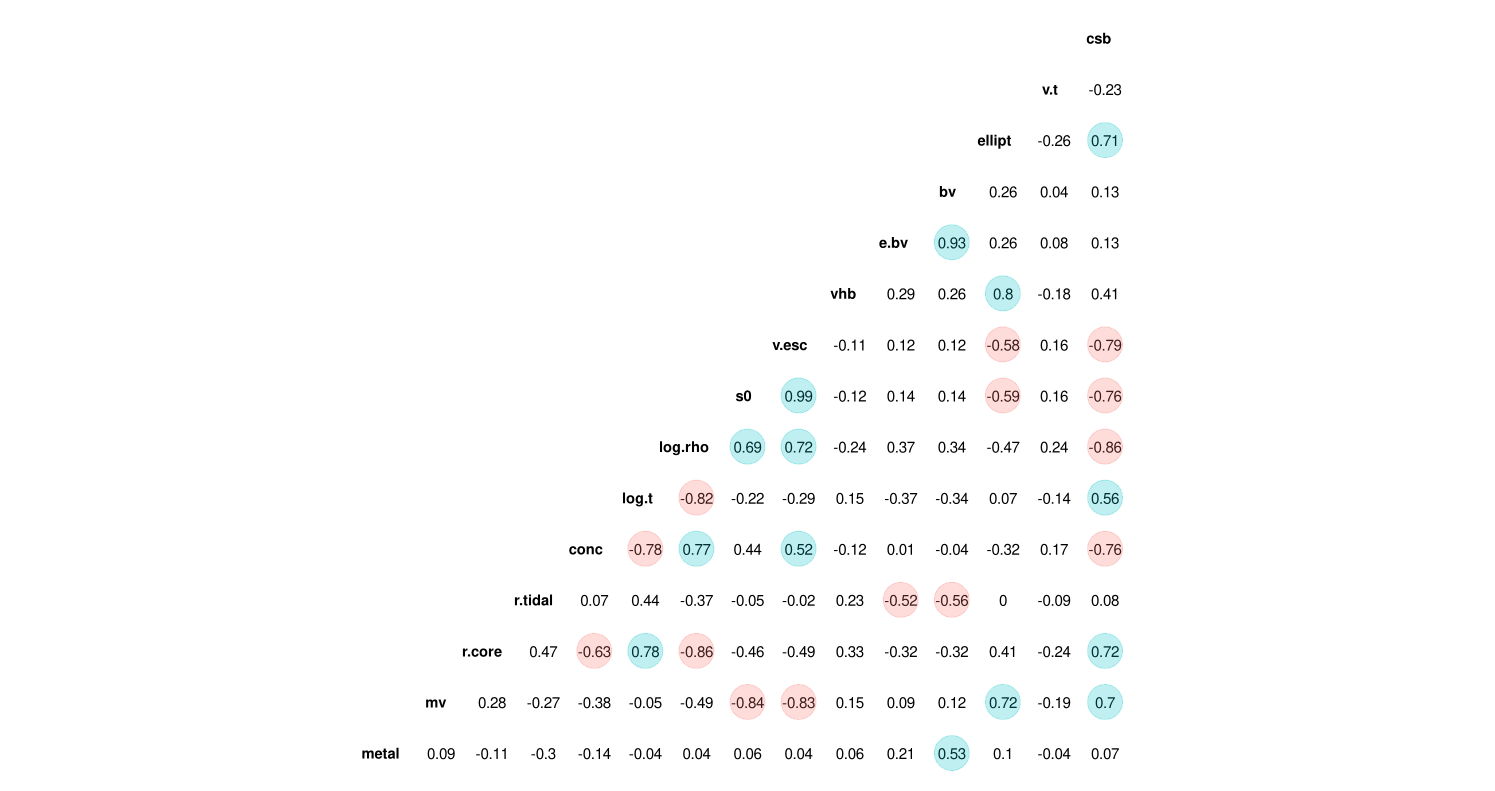 csb
v.t -0.23
ellipt -0.26 0.71
bv 0.26 0.04 0.13
e.bv 0.93 0.26 0.08 0.13
vhb 0.29 0.26 0.8 -0.18 0.41
v.esc -0.11 0.12 0.12 -0.58 0.16 -0.79
s0 0.99 -0.12 0.14 0.14 -0.59 0.16 -0.76
log.rho 0.69 0.72 -0.24 0.37 0.34 -0.47 0.24 -0.86
log.t -0.82 -0.22 -0.29 0.15 -0.37 -0.34 0.07 -0.14 0.56
conc -0.78 0.77 0.44 0.52 -0.12 0.01 -0.04 -0.32 0.17 -0.76
r.tidal 0.07 0.44 -0.37 -0.05 -0.02 0.23 -0.52 -0.56 0 -0.09 0.08
r.core 0.47 -0.63 0.78 -0.86 -0.46 -0.49 0.33 -0.32 -0.32 0.41 -0.24 0.72
mv 0.28 -0.27 -0.38 -0.05 -0.49 -0.84 -0.83 0.15 0.09 0.12 0.72 -0.19 0.7
metal 0.09 -0.11 -0.3 -0.14 -0.04 0.04 0.06 0.04 0.06 0.21 0.53 0.1 -0.04 0.07